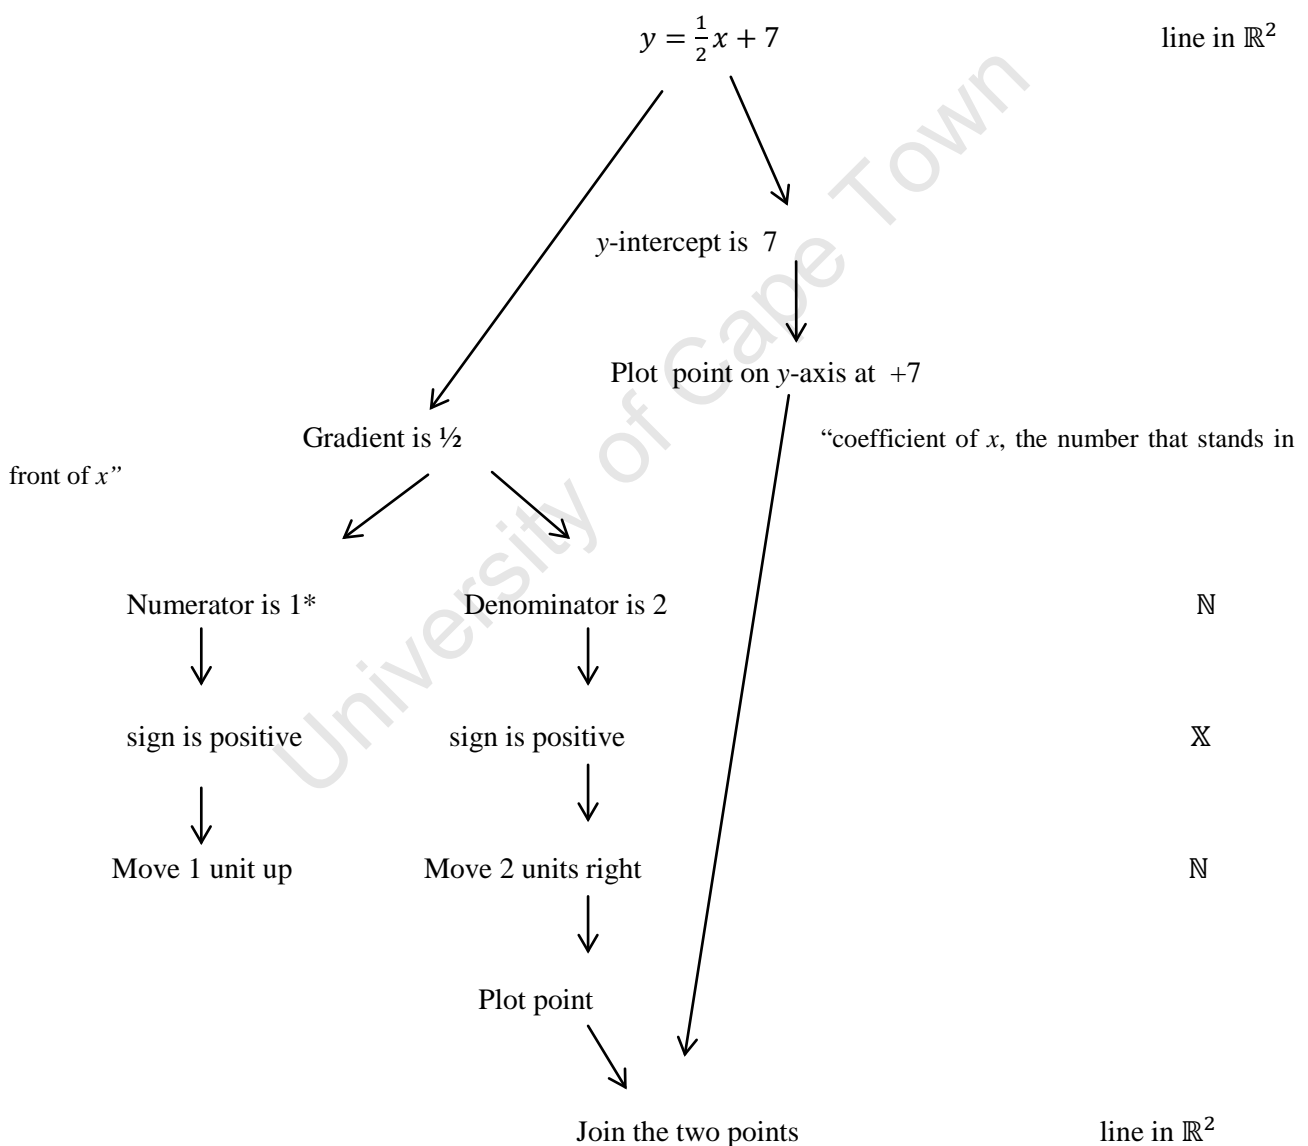 y = 1/2 x + 7 line in ℝ²
y-intercept is 7
Plot point on y-axis at +7
Gradient is ½ “coefficient of x, the number that stands in
front of x”
Numerator is 1* Denominator is 2 ℕ
sign is positive sign is positive 𝕏
Move 1 unit up Move 2 units right ℕ
Plot point
Join the two points line in ℝ²
University of Cape Town